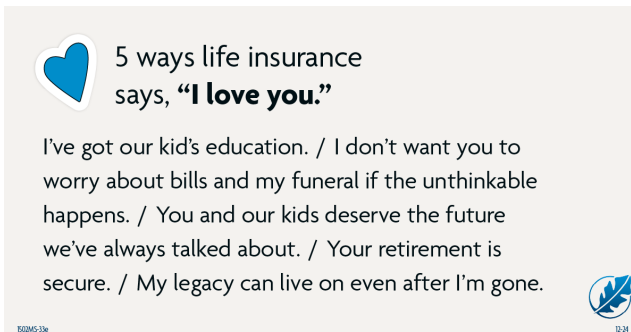 5 ways life insurance
says, “I love you.”
I’ve got our kid’s education. / I don’t want you to
worry about bills and my funeral if the unthinkable
happens. / You and our kids deserve the future
we’ve always talked about. / Your retirement is
secure. / My legacy can live on even after I’m gone.
1502MS-33e
12-24